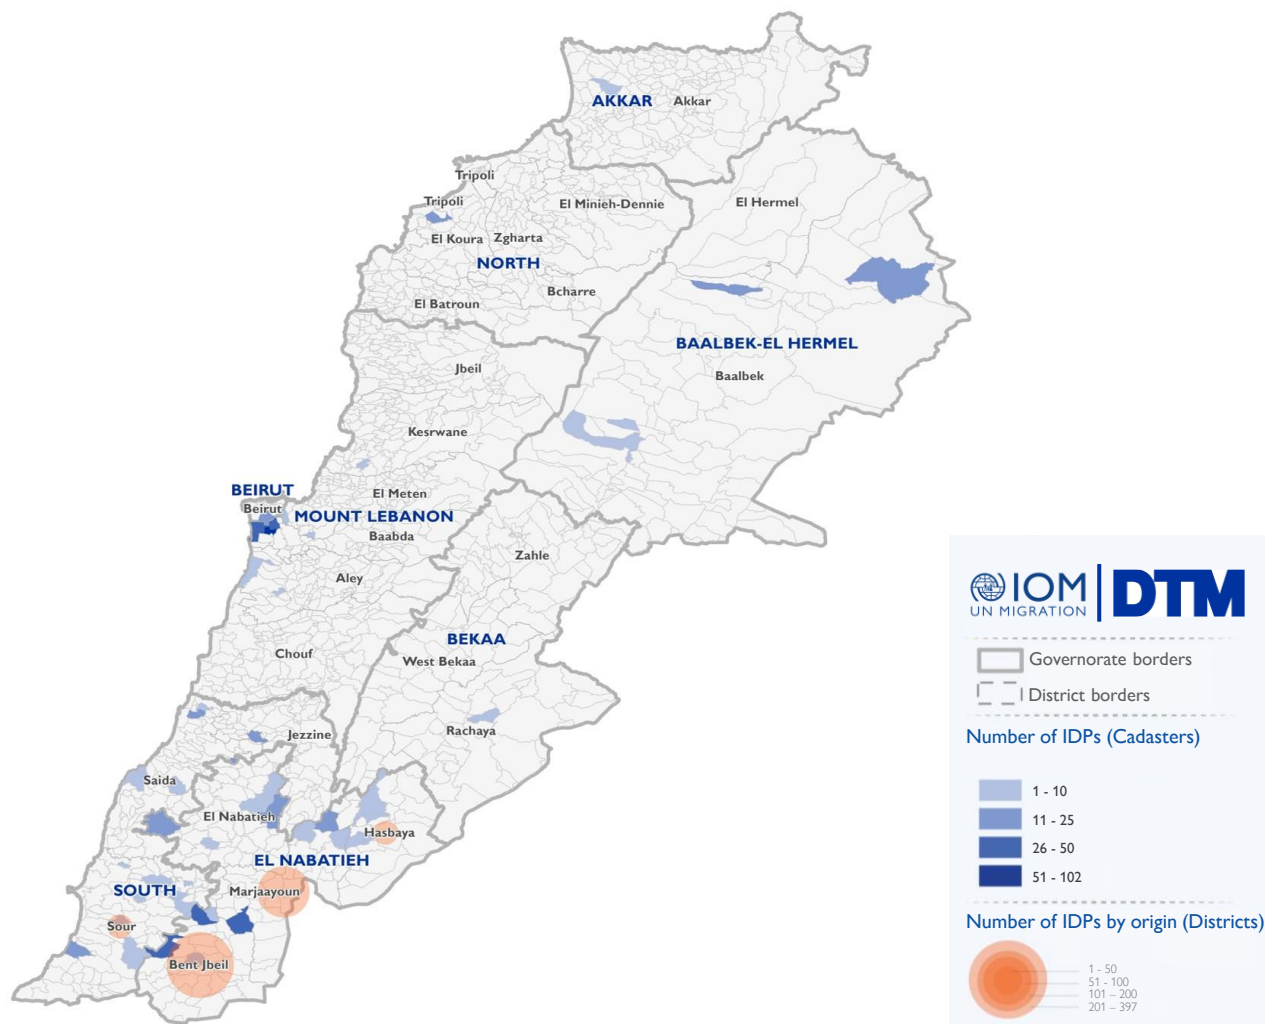 AKKAR
Akkar
Tripoli
Tripoli
El Minieh-Dennie
El Hermel
El Koura
Zgharta
NORTH
Bcharre
El Batroun
BAALBEK-EL HERMEL
Baalbek
Jbeil
Kesrwane
BEIRUT
El Meten
Beirut
MOUNT LEBANON
Baabda
Zahle
Aley
BEKAA
Chouf
West Bekaa
Rachaya
Jezzine
Saida
El Nabatieh
Hasbaya
EL NABATIEH
SOUTH
Marjaayoun
Sour
Bent Jbeil
IOM
UN MIGRATION
DTM
Governorate borders
District borders
Number of IDPs (Cadasters)
1 - 10
11 - 25
26 - 50
51 - 102
Number of IDPs by origin (Districts)
1 - 50
51 - 100
101 – 200
201 – 397